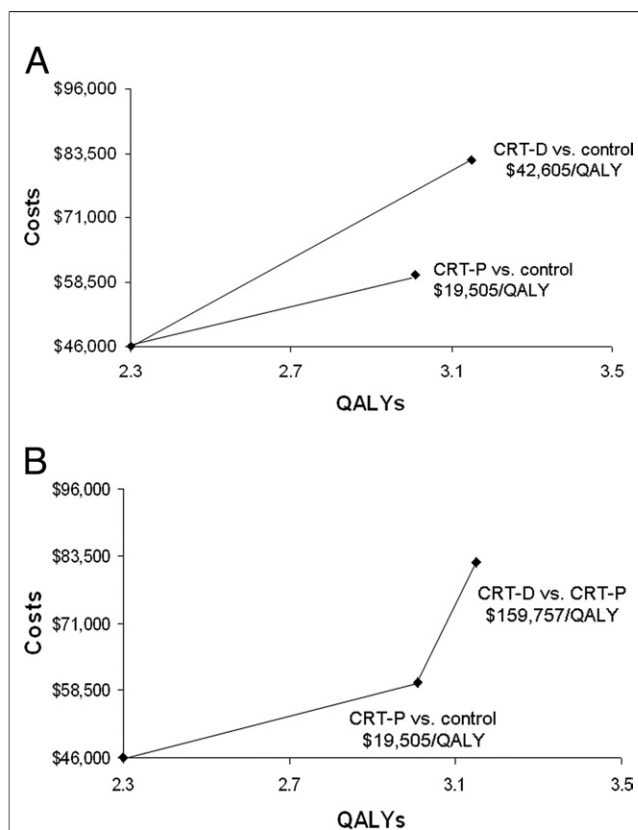 A
$96,000
$83,500
$71,000
$58,500
$46,000
Costs
CRT-D vs. control
$42,605/QALY
CRT-P vs. control
$19,505/QALY
2.3
2.7
3.1
3.5
QALYs
B
$96,000
$83,500
$71,000
$58,500
$46,000
Costs
CRT-D vs. CRT-P
$159,757/QALY
CRT-P vs. control
$19,505/QALY
2.3
2.7
3.1
3.5
QALYs